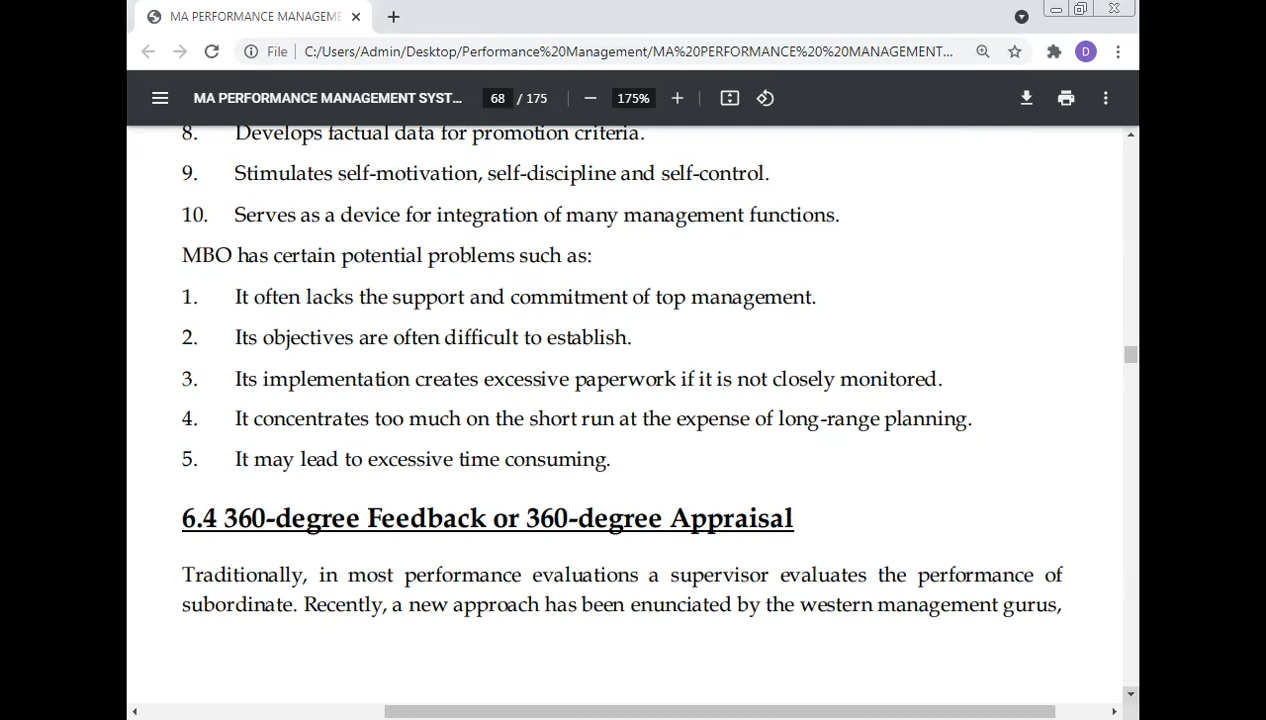 MA PERFORMANCE MANAGEME
File C:/Users/Admin/Desktop/Performance%20Management/MA%20PERFORMANCE%20%20MANAGEMENT... D
MA PERFORMANCE MANAGEMENT SYST... 68 / 175 175%
8. Develops factual data for promotion criteria.
9. Stimulates self-motivation, self-discipline and self-control.
10. Serves as a device for integration of many management functions.
MBO has certain potential problems such as:
1. It often lacks the support and commitment of top management.
2. Its objectives are often difficult to establish.
3. Its implementation creates excessive paperwork if it is not closely monitored.
4. It concentrates too much on the short run at the expense of long-range planning.
5. It may lead to excessive time consuming.
6.4 360-degree Feedback or 360-degree Appraisal
Traditionally, in most performance evaluations a supervisor evaluates the performance of
subordinate. Recently, a new approach has been enunciated by the western management gurus,